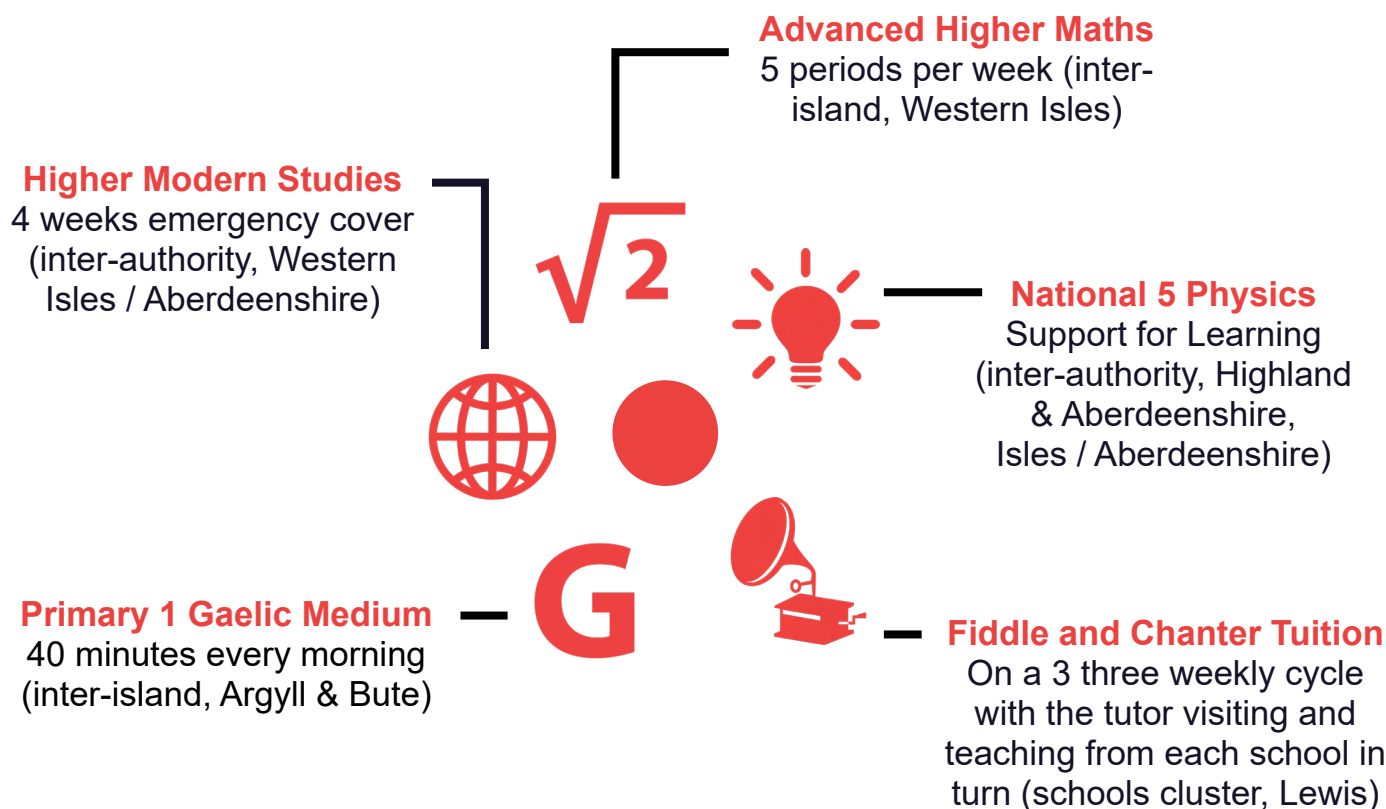 Advanced Higher Maths
5 periods per week (inter-
island, Western Isles)
Higher Modern Studies
4 weeks emergency cover
(inter-authority, Western
Isles / Aberdeenshire)
√2
National 5 Physics
Support for Learning
(inter-authority, Highland
& Aberdeenshire,
Isles / Aberdeenshire)
G
Primary 1 Gaelic Medium
40 minutes every morning
(inter-island, Argyll & Bute)
Fiddle and Chanter Tuition
On a 3 three weekly cycle
with the tutor visiting and
teaching from each school in
turn (schools cluster, Lewis)